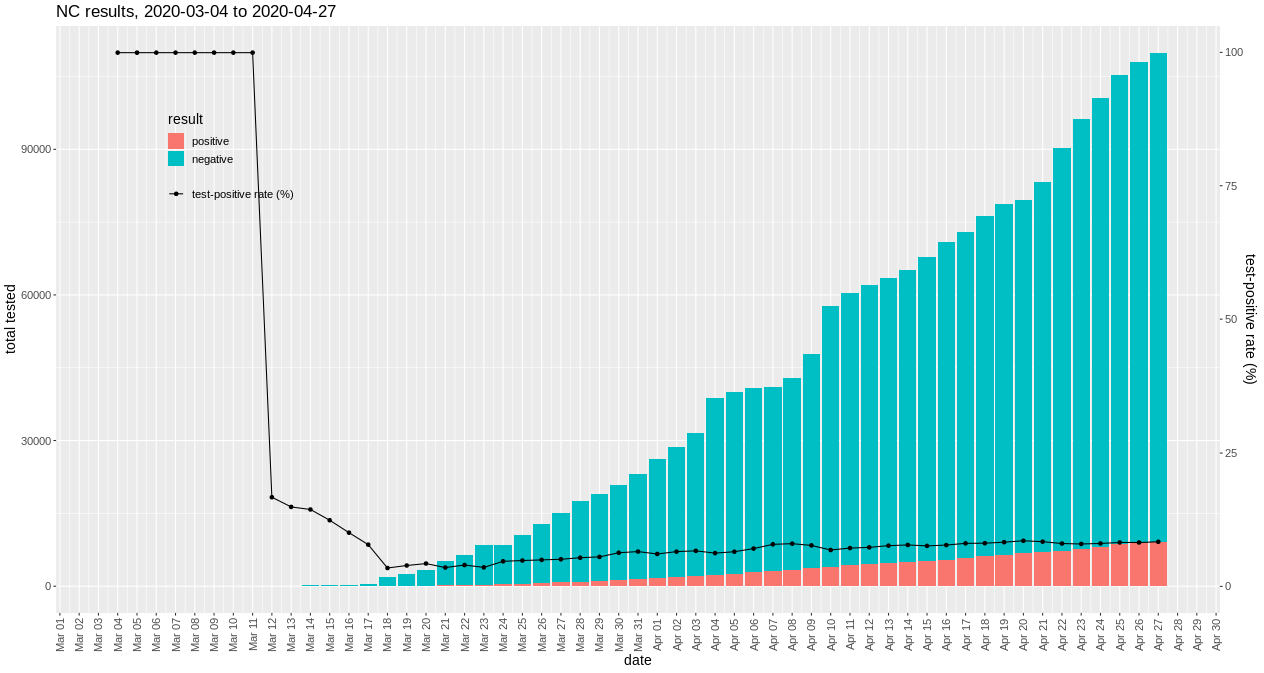 NC results, 2020-03-04 to 2020-04-27
result
positive
negative
test-positive rate (%)
total tested
90000
60000
30000
0
100
75
50
25
0
test-positive rate (%)
Mar 01
Mar 02
Mar 03
Mar 04
Mar 05
Mar 06
Mar 07
Mar 08
Mar 09
Mar 10
Mar 11
Mar 12
Mar 13
Mar 14
Mar 15
Mar 16
Mar 17
Mar 18
Mar 19
Mar 20
Mar 21
Mar 22
Mar 23
Mar 24
Mar 25
Mar 26
Mar 27
Mar 28
Mar 29
Mar 30
Mar 31
Apr 01
Apr 02
Apr 03
Apr 04
Apr 05
Apr 06
Apr 07
Apr 08
Apr 09
Apr 10
Apr 11
Apr 12
Apr 13
Apr 14
Apr 15
Apr 16
Apr 17
Apr 18
Apr 19
Apr 20
Apr 21
Apr 22
Apr 23
Apr 24
Apr 25
Apr 26
Apr 27
Apr 28
Apr 29
Apr 30
date